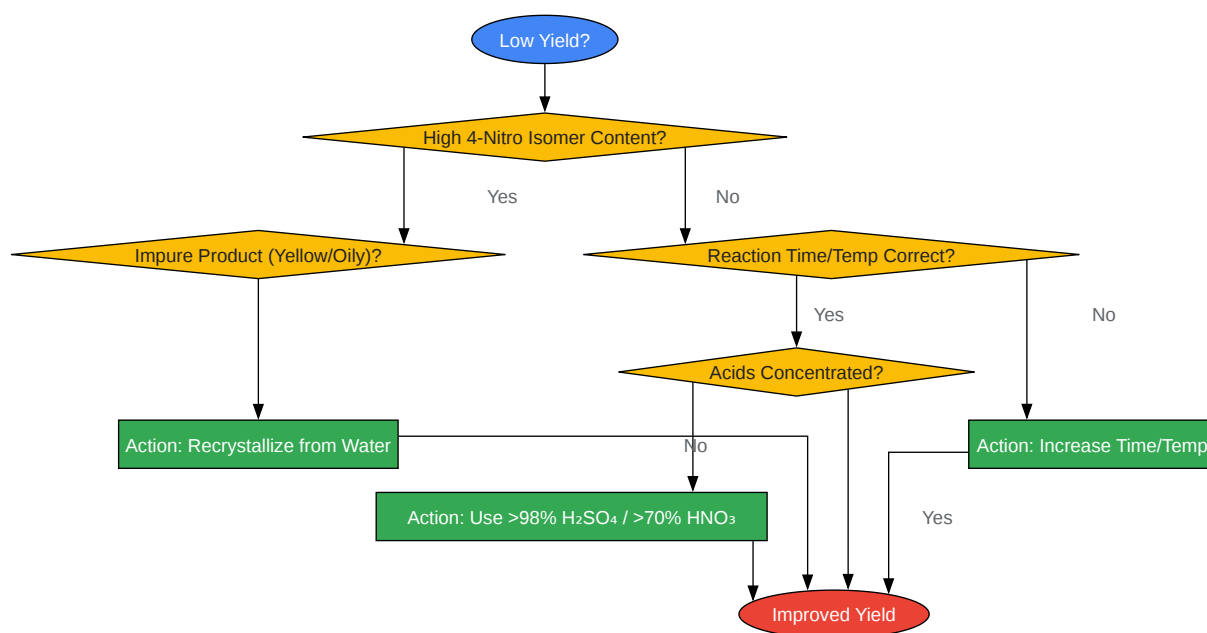 Low Yield?
High 4-Nitro Isomer Content?
Yes
No
Impure Product (Yellow/Oily)?
Reaction Time/Temp Correct?
Yes
No
Acids Concentrated?
Action: Recrystallize from Water
No
Action: Increase Time/Temp
Action: Use >98% H₂SO₄ / >70% HNO₃
Yes
Improved Yield